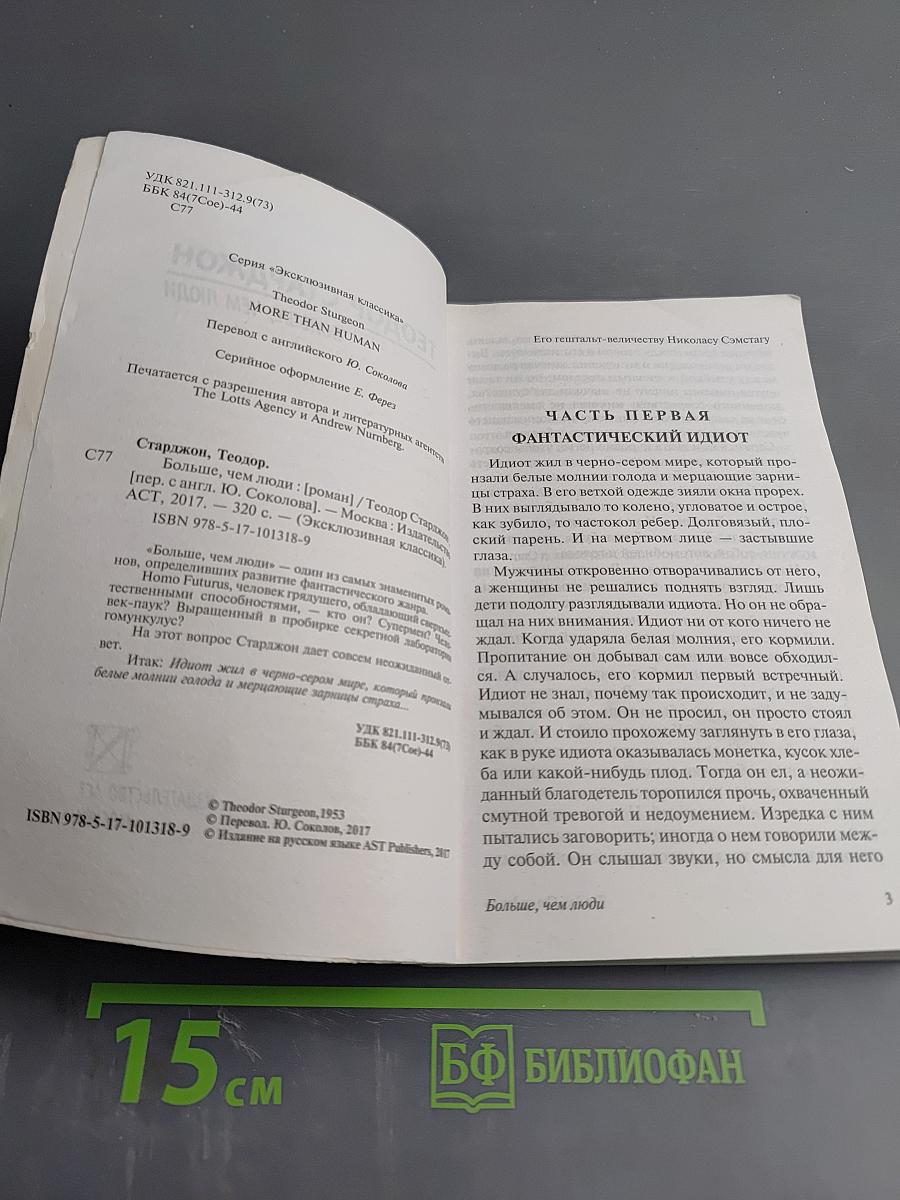 УДК 821.111-312.9(73)
ББК 84(7Сое)-44
С77
Серия «Эксклюзивная классика»
Theodor Sturgeon
MORE THAN HUMAN
Перевод с английского Ю. Соколова
Серийное оформление Е. Ферез
Печатается с разрешения автора и литературных агентств
The Lotts Agency и Andrew Nurnberg.
Старджон, Теодор.
С77 Больше, чем люди : [роман] / Теодор Старджон
[пер. с англ. Ю. Соколова]. — Москва : Издательство
АСТ, 2017. — 320 с. — (Эксклюзивная классика).
ISBN 978-5-17-101318-9
«Больше, чем люди» — один из самых знаменитых рома-
нов, определивших развитие фантастического жанра.
Homo Futurus, человек грядущего, обладающий сверхъес-
тественными способностями, — кто он? Супермен? Чело-
век-паук? Выращенный в пробирке секретной лаборатории
гомункулус?
На этот вопрос Старджон дает совсем неожиданный от-
вет.
Итак: Идиот жил в черно-сером мире, который пронзали
белые молнии голода и мерцающие зарницы страха...
УДК 821.111-312.9(73)
ББК 84(7Сое)-44
© Theodor Sturgeon,1953
© Перевод. Ю. Соколов, 2017
ISBN 978-5-17-101318-9 © Издание на русском языке AST Publishers, 2017
Его гештальт-величеству Николасу Сэмстагу
ЧАСТЬ ПЕРВАЯ
ФАНТАСТИЧЕСКИЙ ИДИОТ
Идиот жил в черно-сером мире, который про-
нзали белые молнии голода и мерцающие зарни-
цы страха. В его ветхой одежде зияли окна прорех.
В них выглядывало то колено, угловатое и острое,
как зубило, то частокол ребер. Долговязый, пло-
ский парень. И на мертвом лице — застывшие
глаза.
Мужчины откровенно отворачивались от него,
а женщины не решались поднять взгляд. Лишь
дети подолгу разглядывали идиота. Но он не обра-
щал на них внимания. Идиот ни от кого ничего не
ждал. Когда ударяла белая молния, его кормили.
Пропитание он добывал сам или вовсе обходил-
ся. А случалось, его кормил первый встречный.
Идиот не знал, почему так происходит, и не заду-
мывался об этом. Он не просил, он просто стоял
и ждал. И стоило прохожему заглянуть в его глаза,
как в руке идиота оказывалась монетка, кусок хле-
ба или какой-нибудь плод. Тогда он ел, а неожи-
данный благодетель торопился прочь, охваченный
смутной тревогой и недоумением. Изредка с ним
пытались заговорить; иногда о нем говорили меж-
ду собой. Он слышал звуки, но смысла для него
Больше, чем люди
3
15 см
БФ БИБЛИОФАН